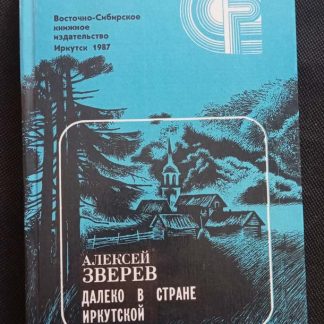 Восточно-Сибирское
книжное
издательство
Иркутск 1987
АЛЕКСЕЙ
ЗВЕРЕВ
ДАЛЕКО В СТРАНЕ
ИРКУТСКОЙ